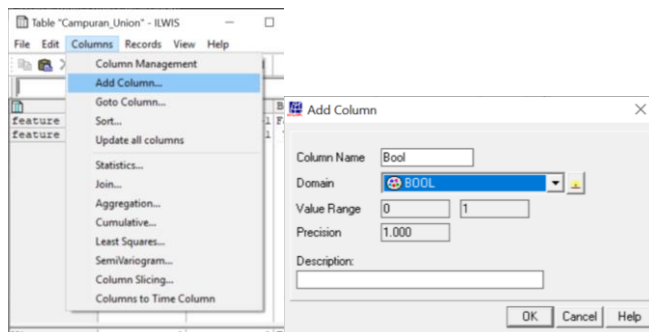 Table "Campuran_Union" - ILWIS
File Edit Columns Records View Help
Column Management
Add Column...
Goto Column...
Sort...
Update all columns
Statistics...
Join...
Aggregation...
Cumulative...
Least Squares...
SemiVariogram...
Column Slicing...
Columns to Time Column
feature
feature
Add Column
Column Name Bool
Domain BOOL
Value Range 0 1
Precision 1.000
Description:
OK Cancel Help